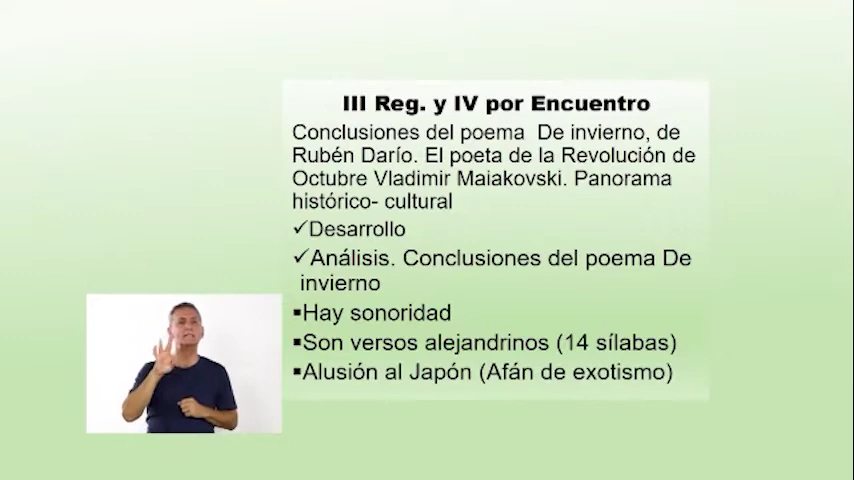 III Reg. y IV por Encuentro
Conclusiones del poema De invierno, de
Rubén Darío. El poeta de la Revolución de
Octubre Vladimir Maiakovski. Panorama
histórico- cultural
✓Desarrollo
✓Análisis. Conclusiones del poema De
invierno
▪Hay sonoridad
▪Son versos alejandrinos (14 sílabas)
▪Alusión al Japón (Afán de exotismo)